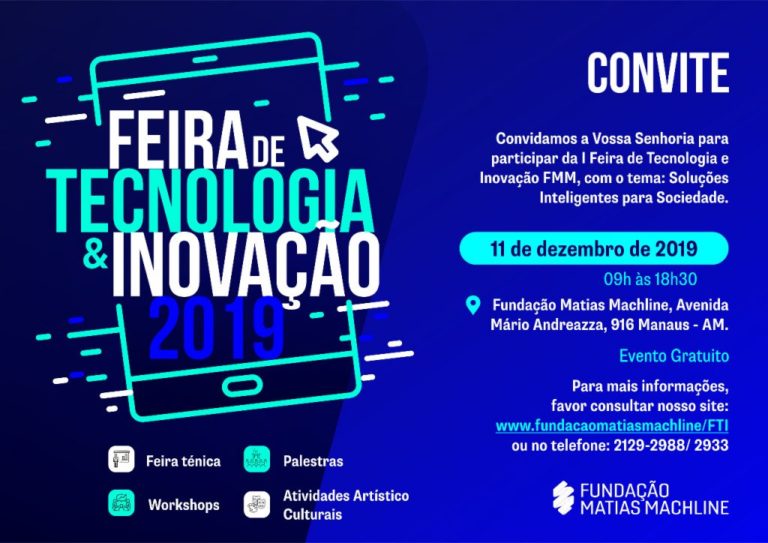 FEIRA DE
TECNOLOGIA
& INOVAÇÃO
2019
Feira ténica
Palestras
Workshops
Atividades Artístico
Culturais
CONVITE
Convidamos a Vossa Senhoria para
participar da I Feira de Tecnologia e
Inovação FMM, com o tema: Soluções
Inteligentes para Sociedade.
11 de dezembro de 2019
09h às 18h30
Fundação Matias Machline, Avenida
Mário Andreazza, 916 Manaus - AM.
Evento Gratuito
Para mais informações,
favor consultar nosso site:
www.fundacaomatiasmachline/FTI
ou no telefone: 2129-2988/ 2933
FUNDAÇÃO
MATIAS MACHLINE